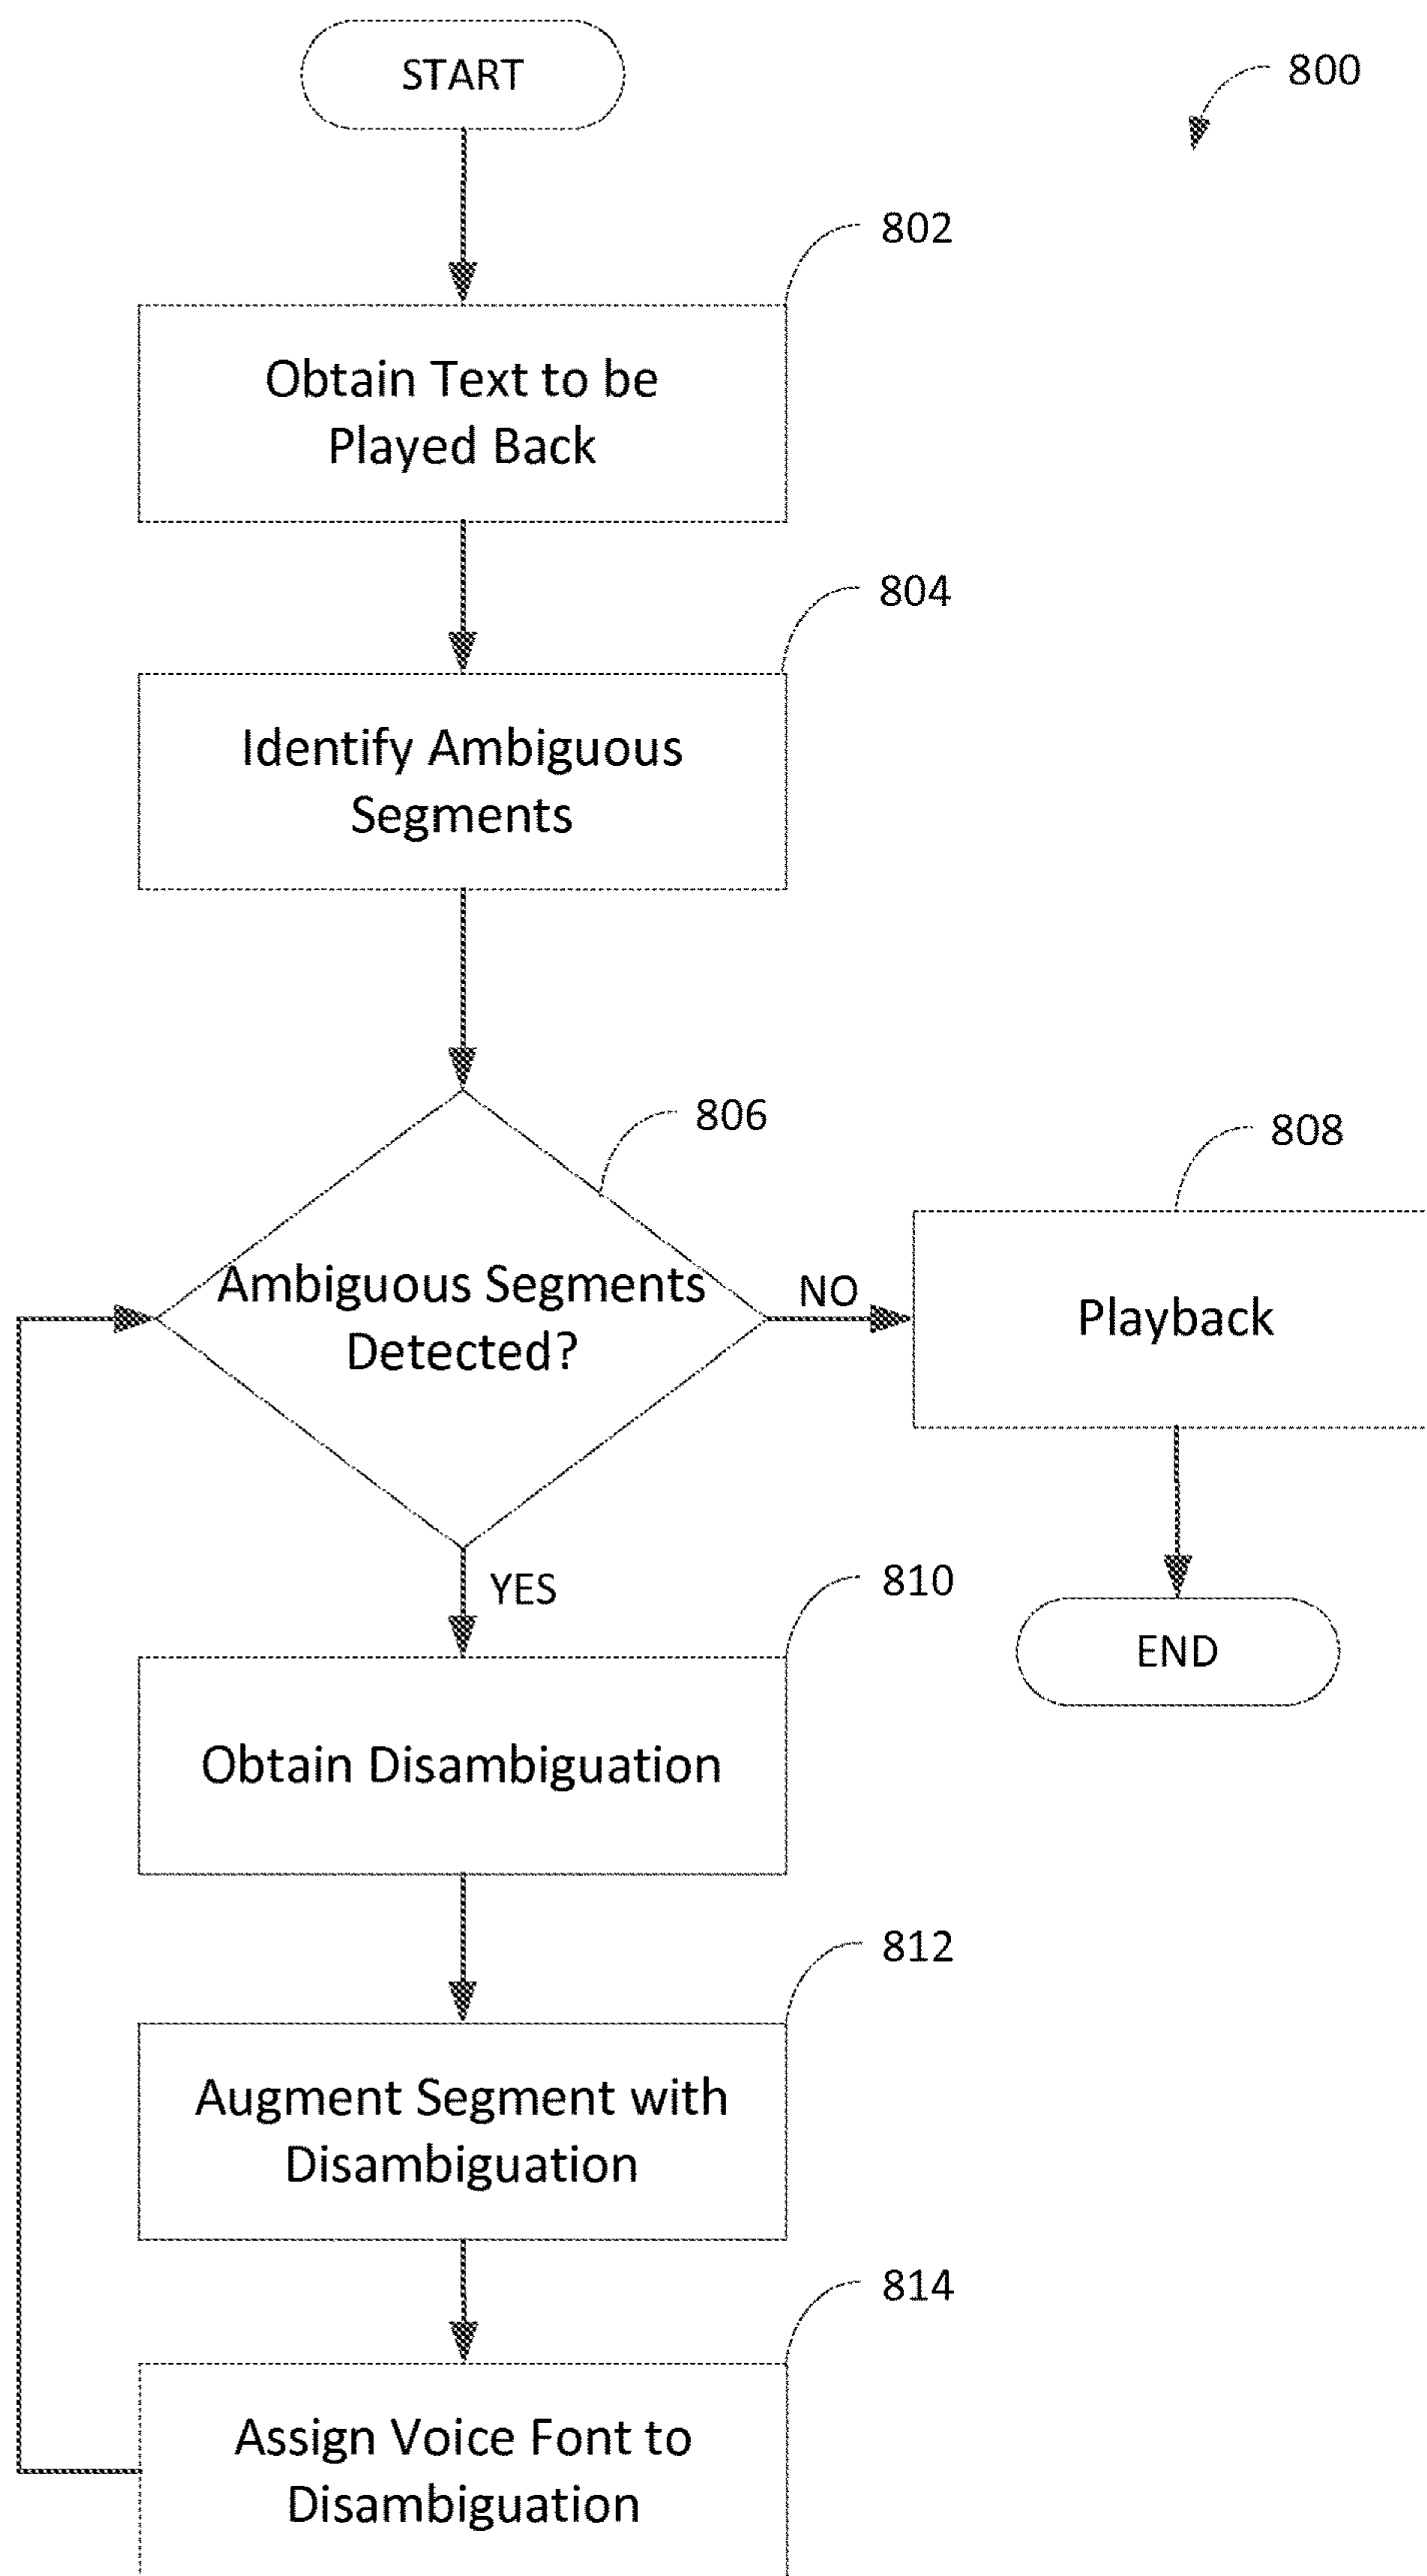 START
800
802
Obtain Text to be
Played Back
804
Identify Ambiguous
Segments
806
808
Ambiguous Segments
Detected?
NO
Playback
YES
810
END
Obtain Disambiguation
812
Augment Segment with
Disambiguation
814
Assign Voice Font to
Disambiguation